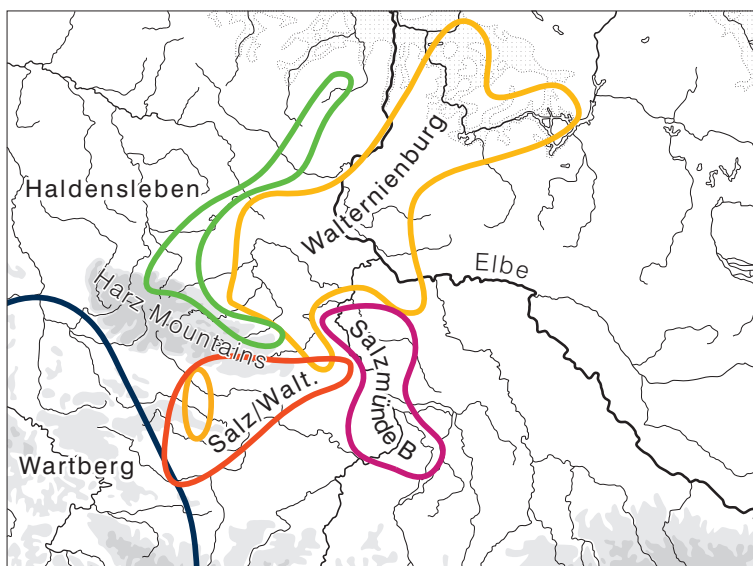 Haldensleben
Walternienburg
Elbe
Harz Mountains
Salz/Walt.
Salzmünde B
Wartberg